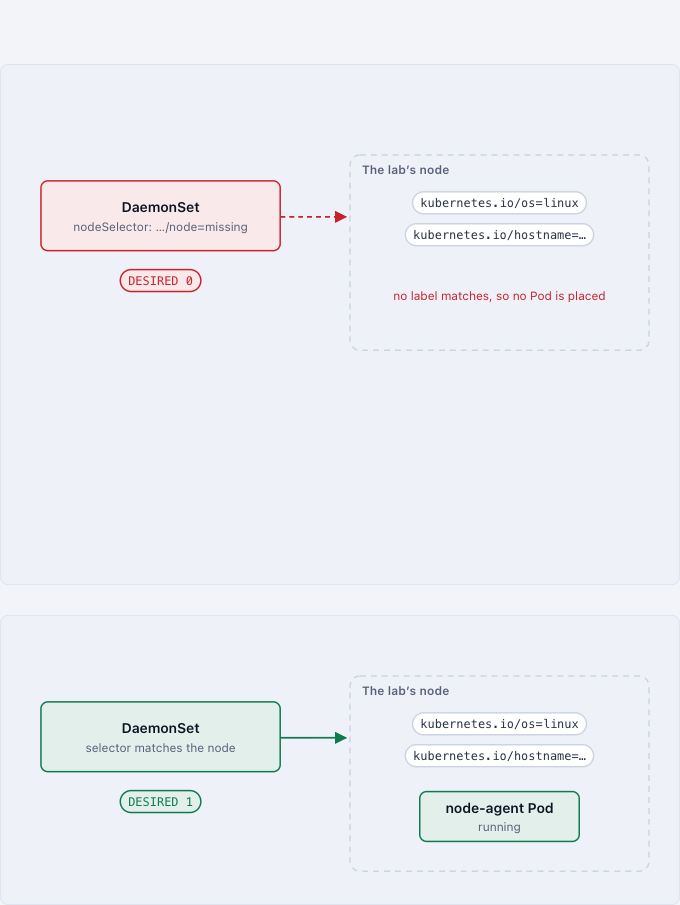 DaemonSet
nodeSelector: …/node=missing
DESIRED 0
The lab's node
kubernetes.io/os=linux
kubernetes.io/hostname=…
no label matches, so no Pod is placed
DaemonSet
selector matches the node
DESIRED 1
The lab's node
kubernetes.io/os=linux
kubernetes.io/hostname=…
node-agent Pod
running